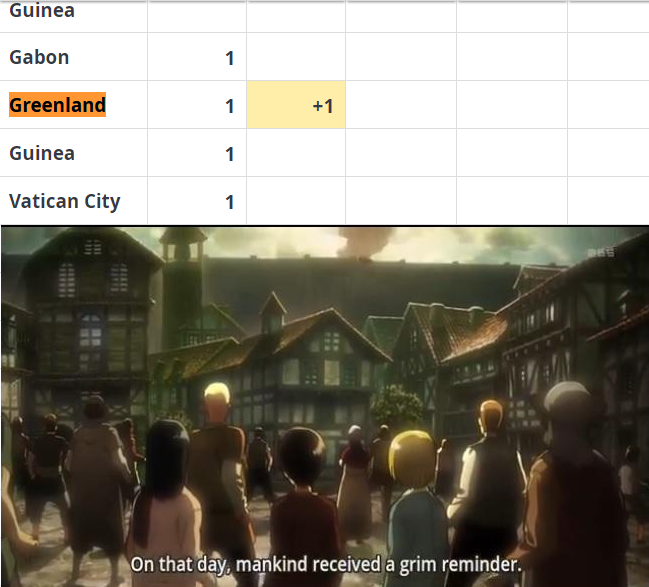 Guinea
Gabon 1
Greenland 1 +1
Guinea 1
Vatican City 1
On that day, mankind received a grim reminder.